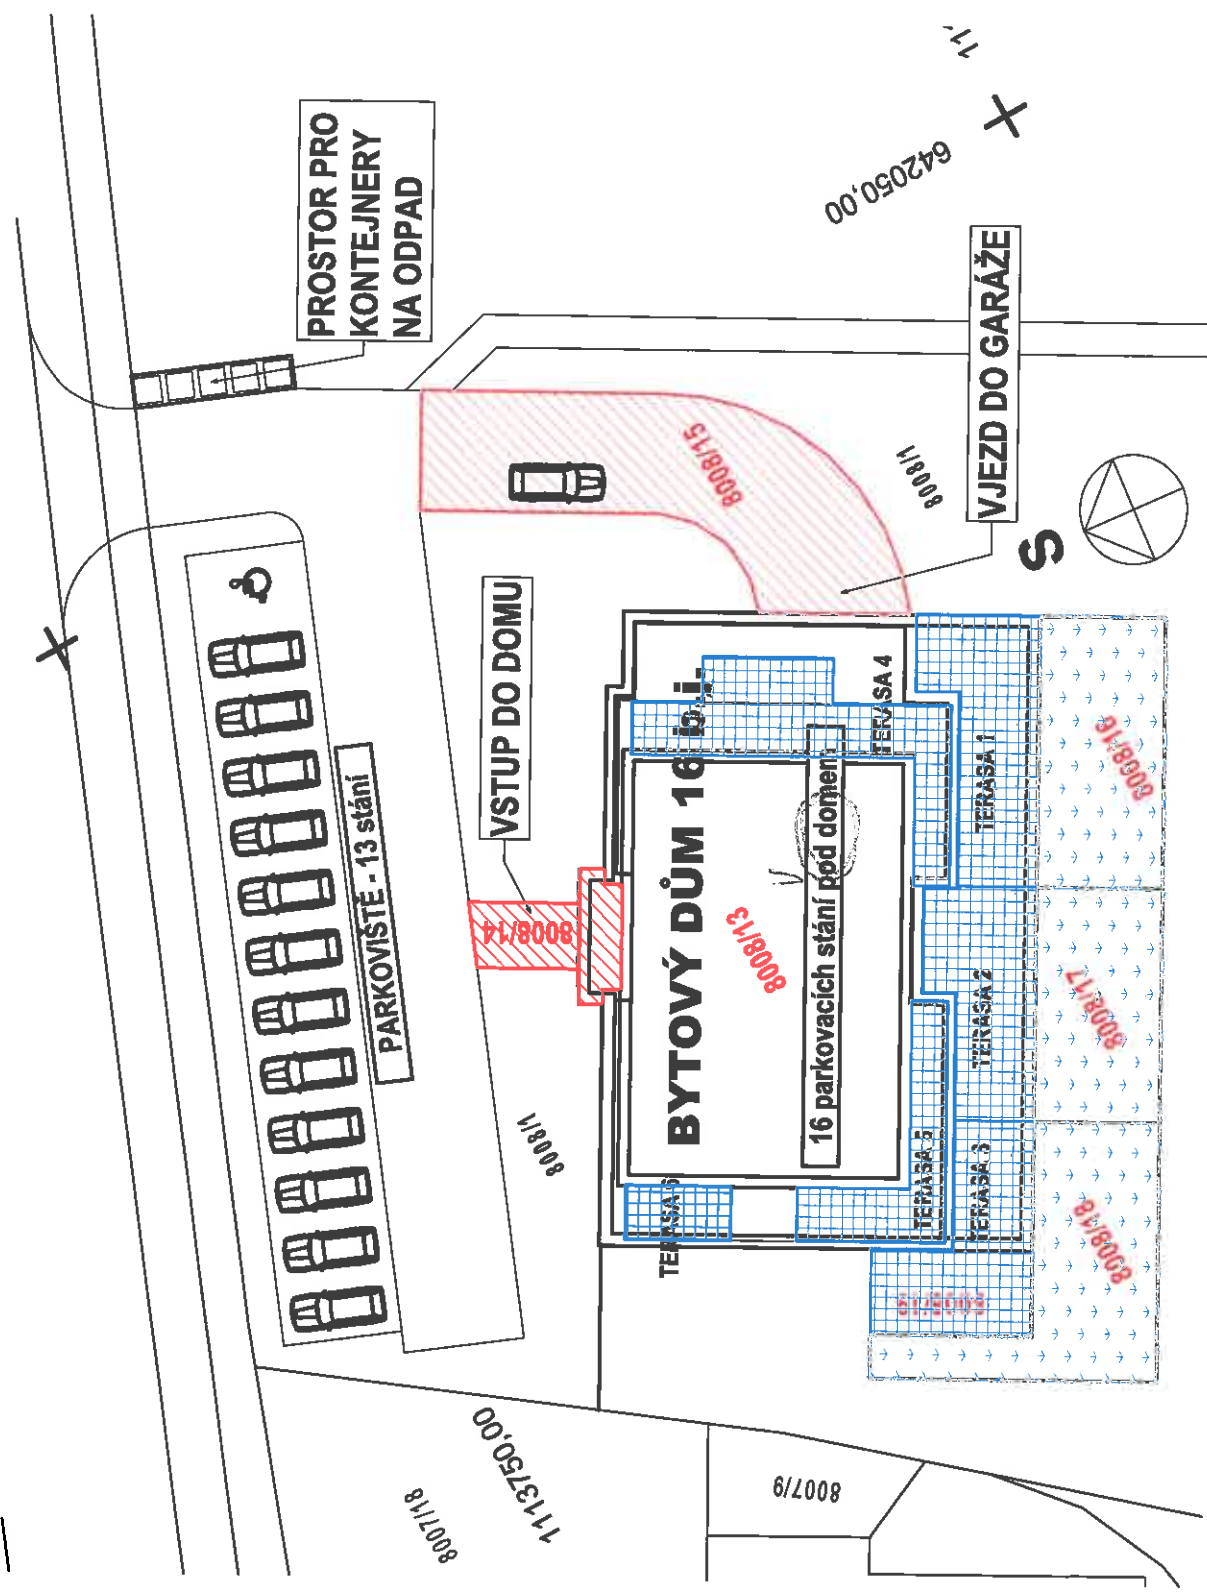 PROSTOR PRO
KONTEJNERY
NA ODPAD
642050,00
VJEZD DO GARÁŽE
8008/15
8008/1
S
VSTUP DO DOMU
PARKOVIŠTĚ - 13 stání
8008/14
BYTOVÝ DŮM 16
8008/13
16 parkovacích stání pod domem
TERASA 4
TERASA 1
8008/16
TERASA 2
8008/17
TERASA 3
TERASA 5
TERASA 6
8008/18
8008/1
1113750,00
8007/18
8007/9